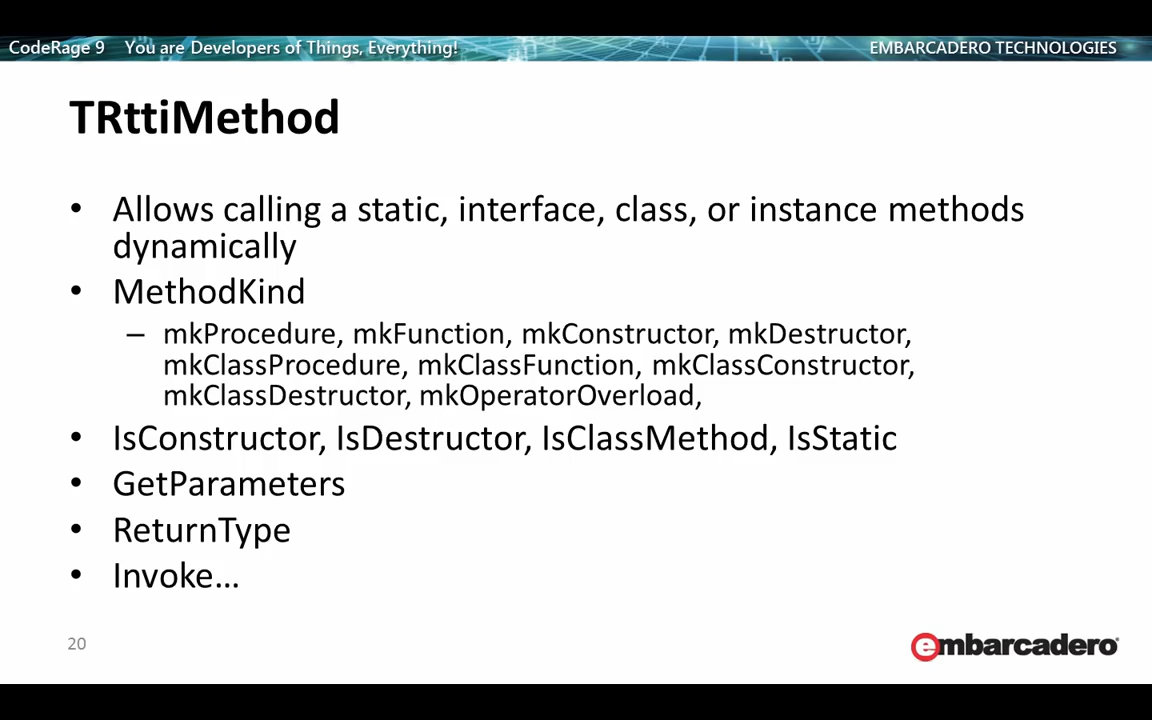 CodeRage 9 You are Developers of Things, Everything! EMBARCADERO TECHNOLOGIES
TRttiMethod
• Allows calling a static, interface, class, or instance methods
dynamically
• MethodKind
– mkProcedure, mkFunction, mkConstructor, mkDestructor,
mkClassProcedure, mkClassFunction, mkClassConstructor,
mkClassDestructor, mkOperatorOverload,
• IsConstructor, IsDestructor, IsClassMethod, IsStatic
• GetParameters
• ReturnType
• Invoke…
20
embarcadero